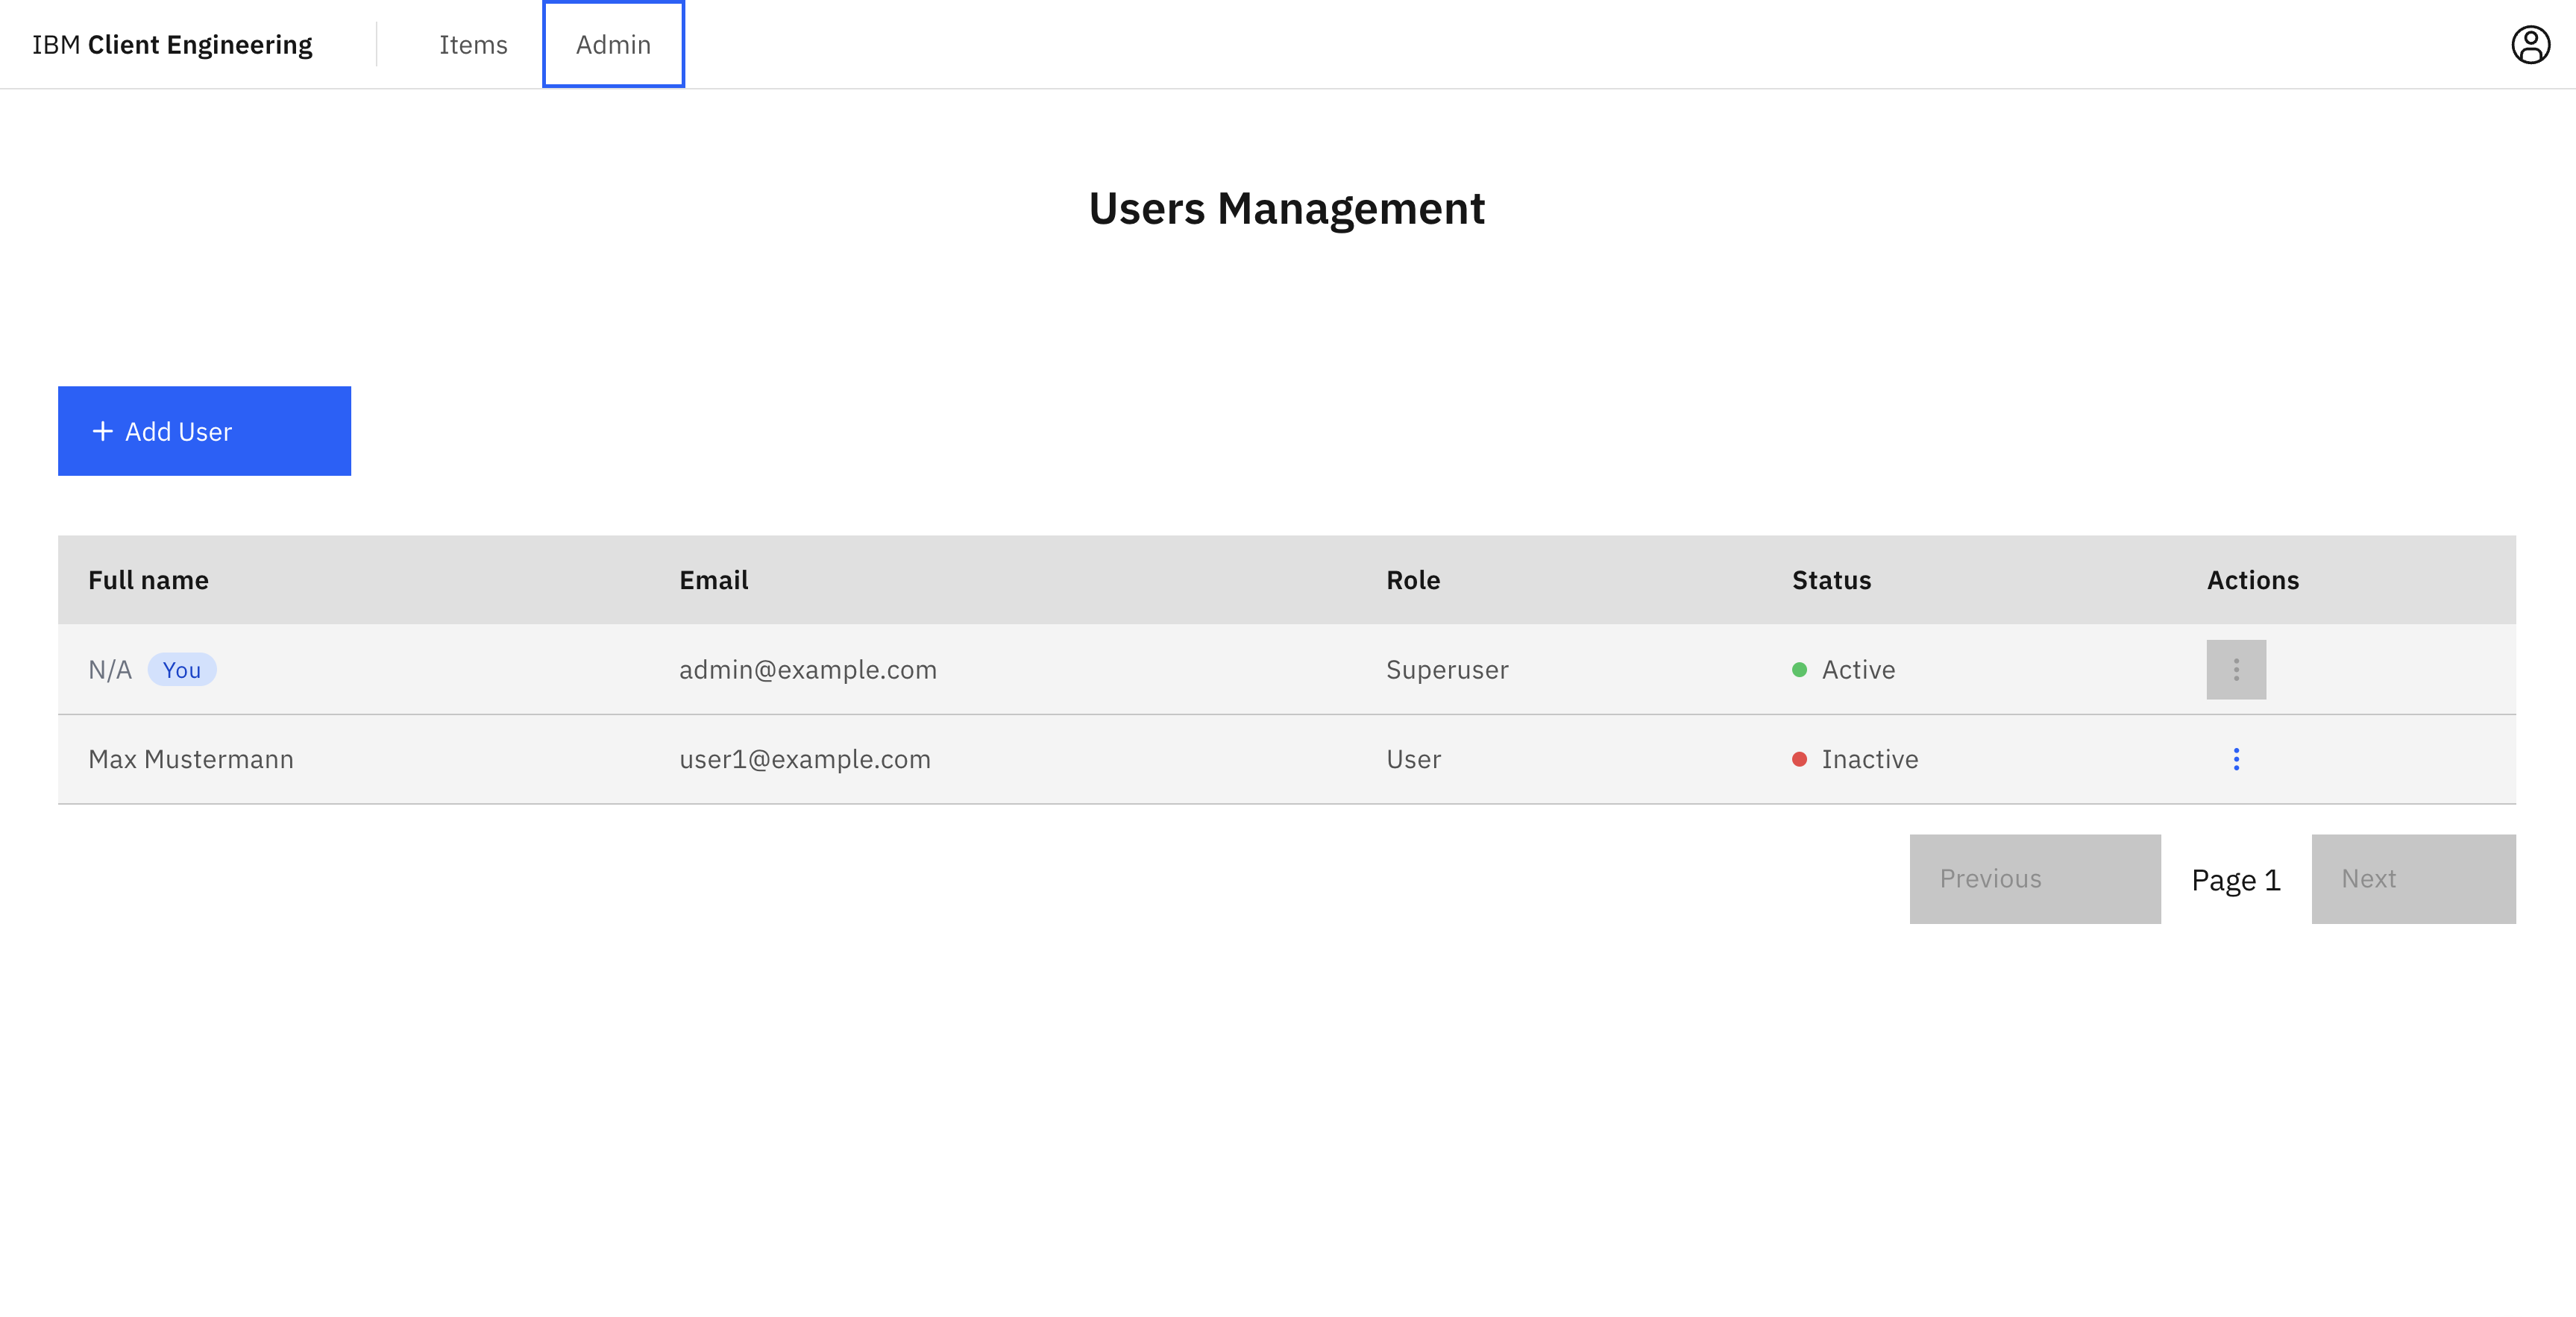 IBM Client Engineering Items Admin
Users Management
+ Add User
Full name Email Role Status Actions
N/A You admin@example.com Superuser Active
Max Mustermann user1@example.com User Inactive
Previous Page 1 Next